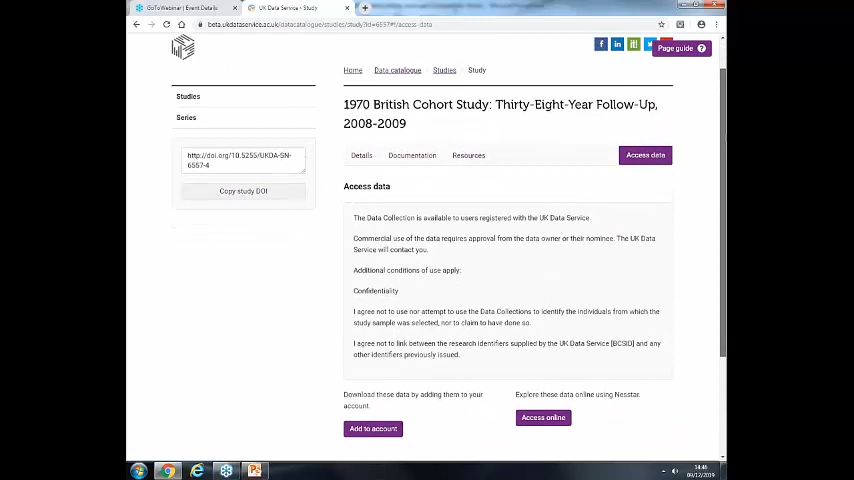 GoToWebinar | Event Details
UK Data Service › Study
beta.ukdataservice.ac.uk/datacatalogue/studies/study?id=6557#!/access-data
Page guide ?
Home Data catalogue Studies Study
Studies
Series
http://doi.org/10.5255/UKDA-SN-
6557-4
Copy study DOI
1970 British Cohort Study: Thirty-Eight-Year Follow-Up,
2008-2009
Details Documentation Resources Access data
Access data
The Data Collection is available to users registered with the UK Data Service.
Commercial use of the data requires approval from the data owner or their nominee. The UK Data
Service will contact you.
Additional conditions of use apply:
Confidentiality
I agree not to use nor attempt to use the Data Collections to identify the individuals from which the
study sample was selected, nor to claim to have done so.
I agree not to link between the research identifiers supplied by the UK Data Service [BCSID] and any
other identifiers previously issued.
Download these data by adding them to your
account.
Add to account
Explore these data online using Nesstar.
Access online
14:46
09/12/2019